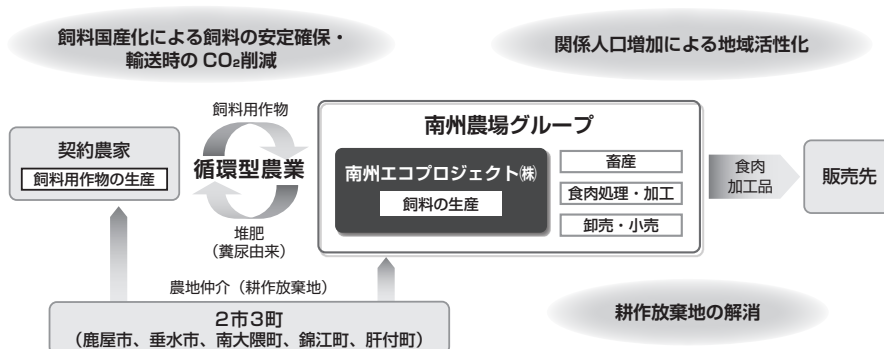 飼料国産化による飼料の安定確保・
輸送時の CO₂削減
関係人口増加による地域活性化
飼料用作物
契約農家
飼料用作物の生産
循環型農業
堆肥
（糞尿由来）
南州農場グループ
南州エコプロジェクト㈱
飼料の生産
畜産
食肉処理・加工
卸売・小売
食肉
加工品
販売先
農地仲介（耕作放棄地）
2市3町
（鹿屋市、垂水市、南大隅町、錦江町、肝付町）
耕作放棄地の解消